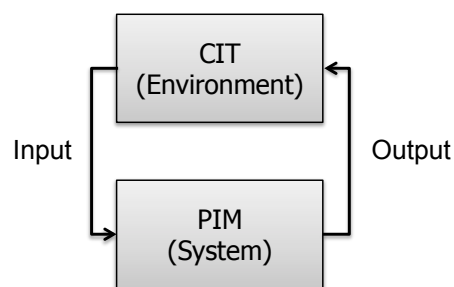 CIT
(Environment)
Input
Output
PIM
(System)